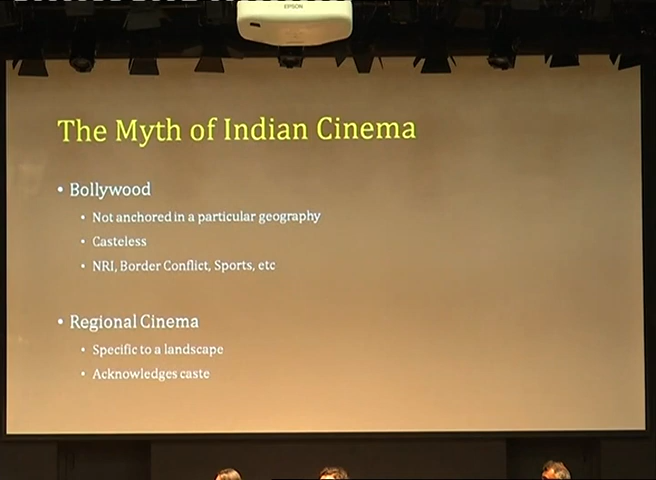 EPSON
The Myth of Indian Cinema
• Bollywood
• Not anchored in a particular geography
• Casteless
• NRI, Border Conflict, Sports, etc
• Regional Cinema
• Specific to a landscape
• Acknowledges caste